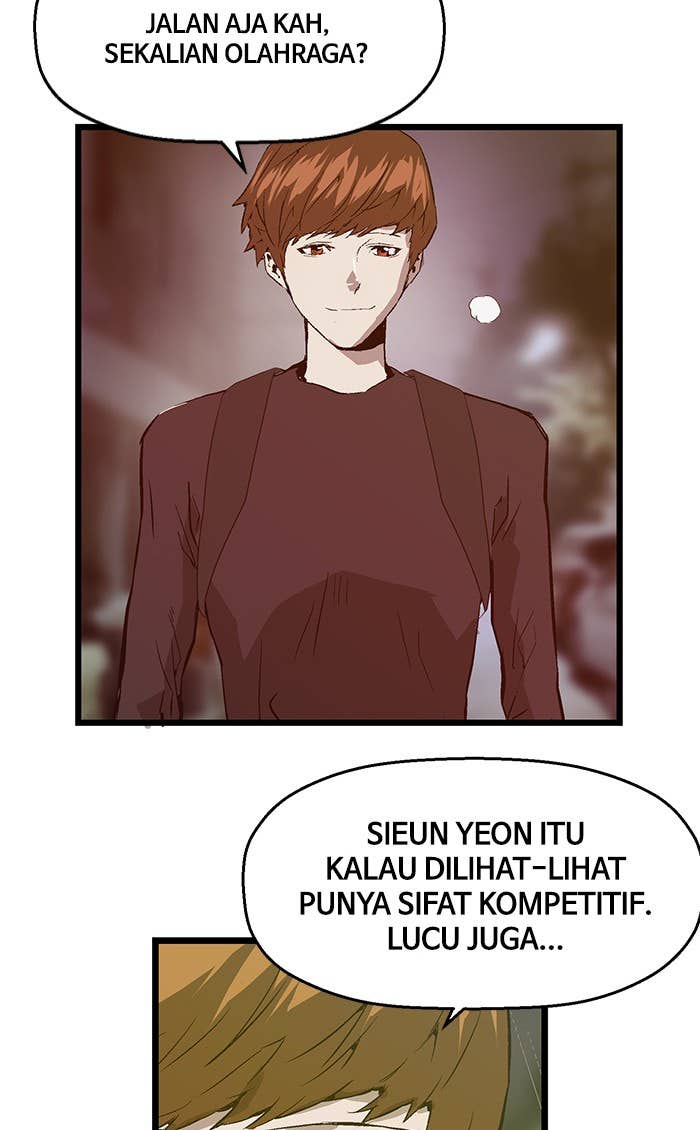 JALAN AJA KAH,
SEKALIAN OLAHRAGA?
SIEUN YEON ITU
KALAU DILIHAT-LIHAT
PUNYA SIFAT KOMPETITIF.
LUCU JUGA...